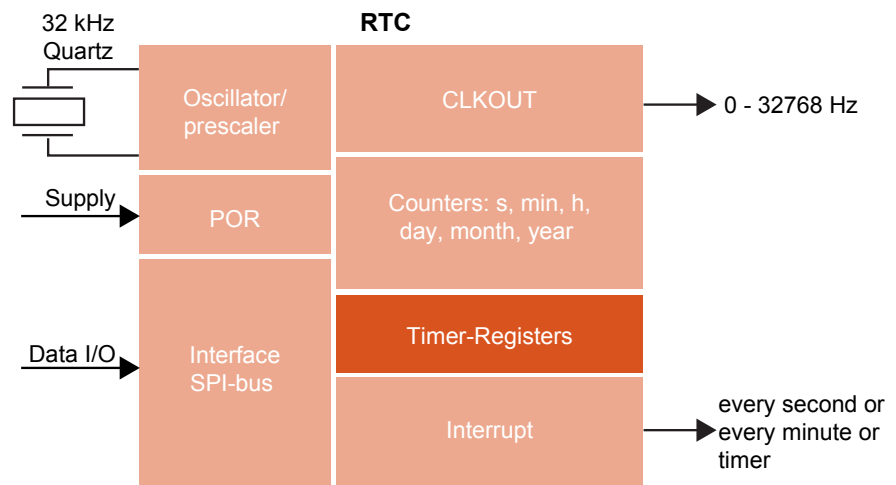 32 kHz
Quartz
RTC
Oscillator/
prescaler
CLKOUT
0 - 32768 Hz
Supply
POR
Counters: s, min, h,
day, month, year
Timer-Registers
Data I/O
Interface
SPI-bus
Interrupt
every second or
every minute or
timer